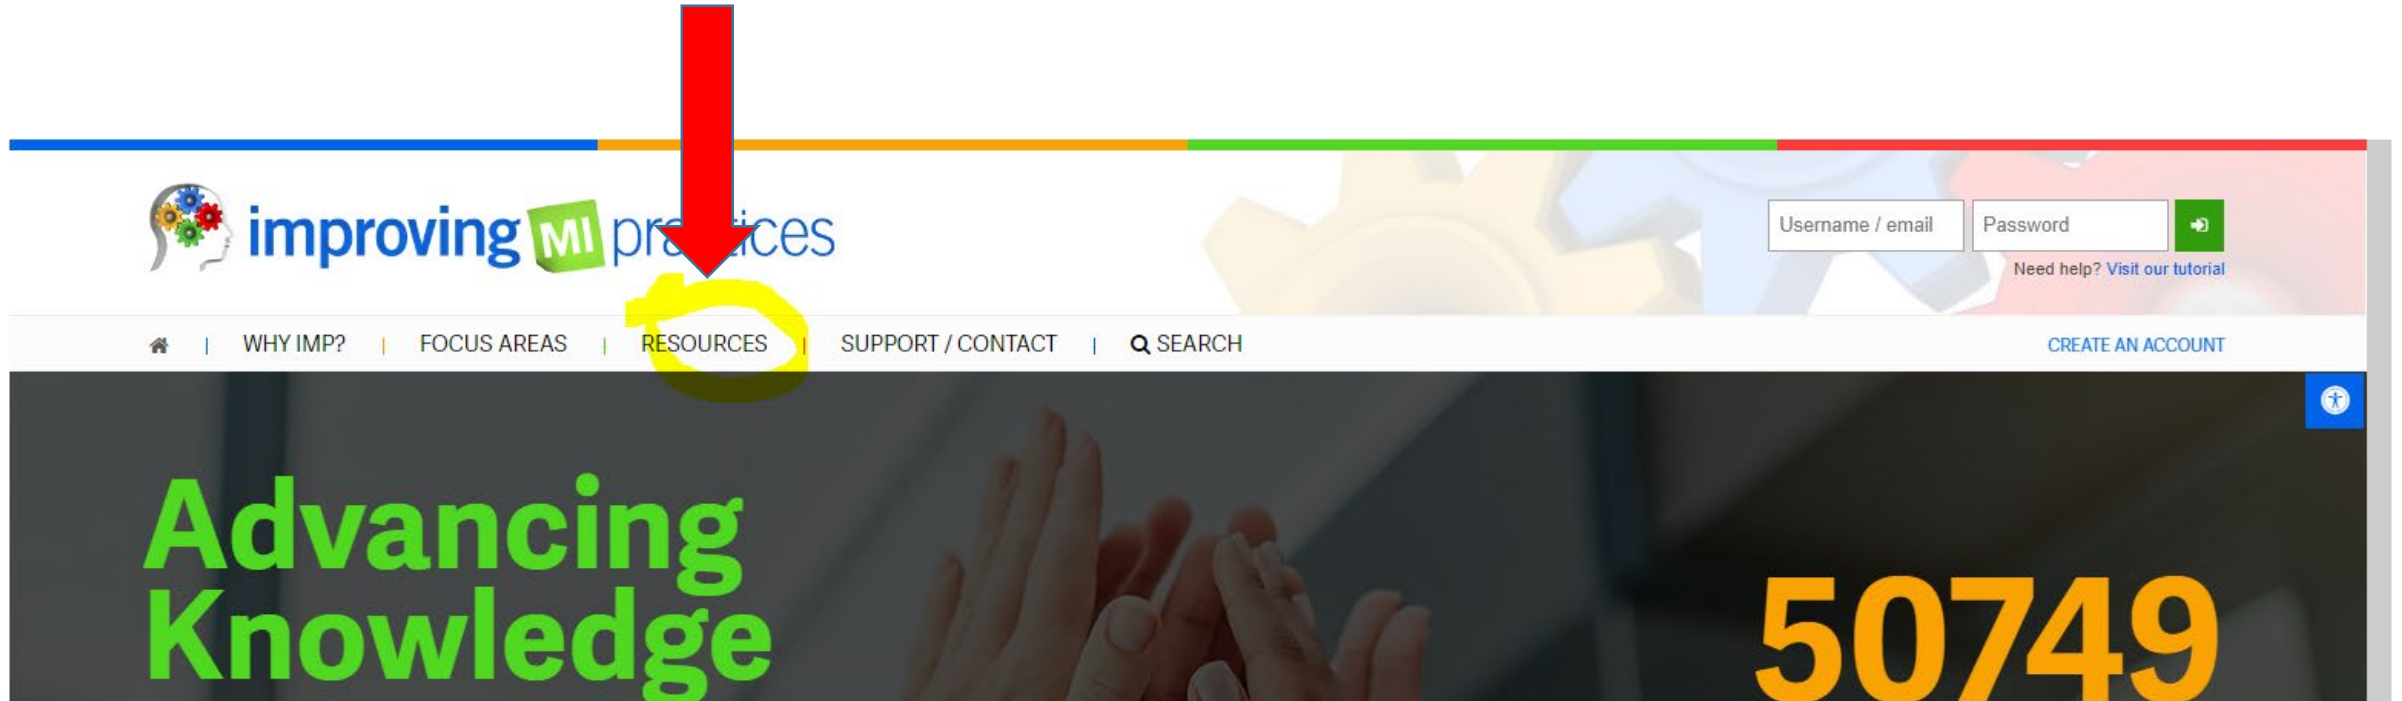 improving MI practices
Username / email
Password
Need help? Visit our tutorial
WHY IMP? | FOCUS AREAS | RESOURCES | SUPPORT / CONTACT | SEARCH
CREATE AN ACCOUNT
Advancing
Knowledge
50749